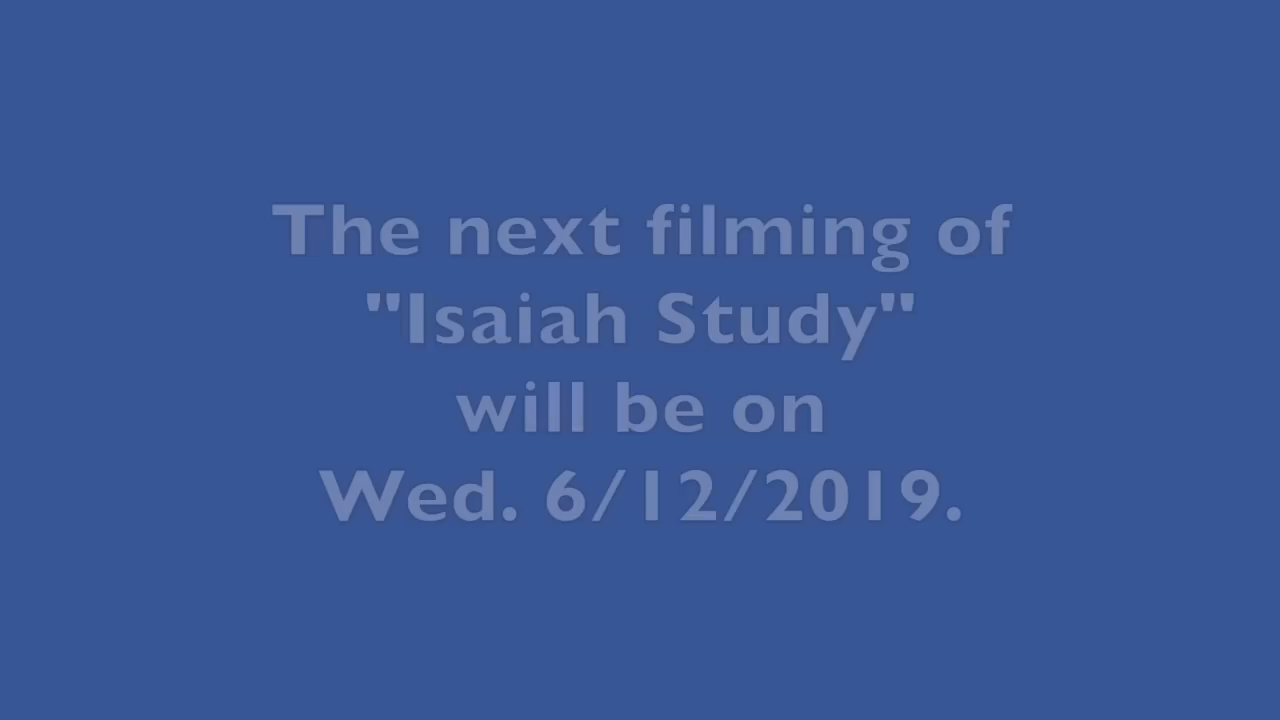 The next filming of
"Isaiah Study"
will be on
Wed. 6/12/2019.